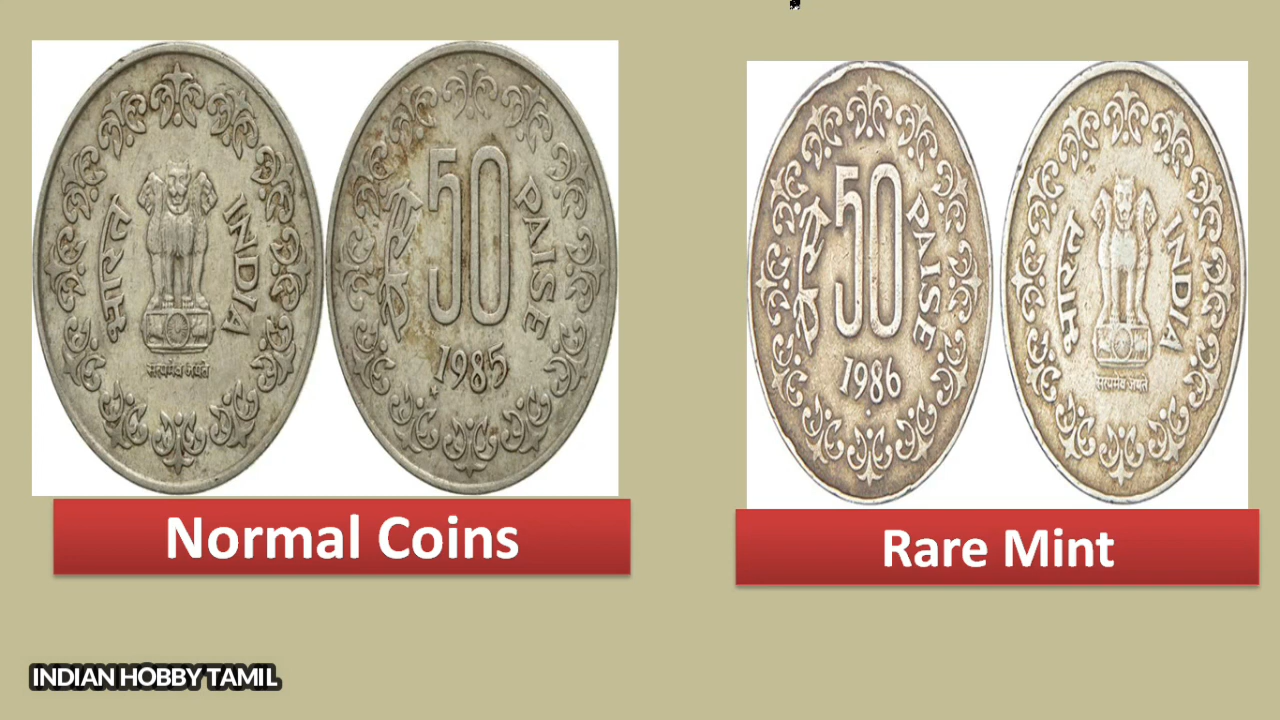 भारत
INDIA
सत्यमेव जयते
50
पैसे
PAISE
1985
Normal Coins
50
पैसे
PAISE
1986
भारत
INDIA
सत्यमेव जयते
Rare Mint
INDIAN HOBBY TAMIL